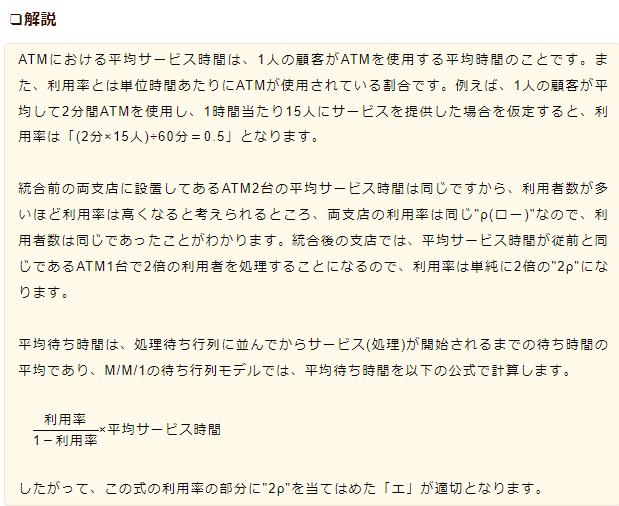 ❏解説
ATMにおける平均サービス時間は、1人の顧客がATMを使用する平均時間のことです。ま
た、利用率とは単位時間あたりにATMが使用されている割合です。例えば、1人の顧客が平
均して2分間ATMを使用し、1時間当たり15人にサービスを提供した場合を仮定すると、利
用率は「(2分×15人)÷60分＝0.5」となります。
統合前の両支店に設置してあるATM2台の平均サービス時間は同じですから、利用者数が多
いほど利用率は高くなると考えられるところ、両支店の利用率は同じ"ρ(ロー)"なので、利
用者数は同じであったことがわかります。統合後の支店では、平均サービス時間が従前と同
じであるATM1台で2倍の利用者を処理することになるので、利用率は単純に2倍の"2ρ"にな
ります。
平均待ち時間は、処理待ち行列に並んでからサービス(処理)が開始されるまでの待ち時間の
平均であり、M/M/1の待ち行列モデルでは、平均待ち時間を以下の公式で計算します。
利用率
1－利用率
×平均サービス時間
したがって、この式の利用率の部分に"2ρ"を当てはめた「エ」が適切となります。